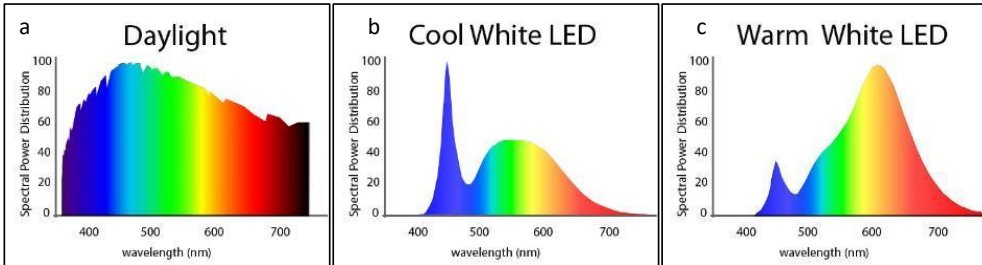 a
Daylight
Spectral Power Distribution
100
80
60
40
20
0
400 500 600 700
wavelength (nm)
b
Cool White LED
Spectral Power Distribution
100
80
60
40
20
0
400 500 600 700
wavelength (nm)
c
Warm White LED
Spectral Power Distribution
100
80
60
40
20
0
400 500 600 700
wavelength (nm)